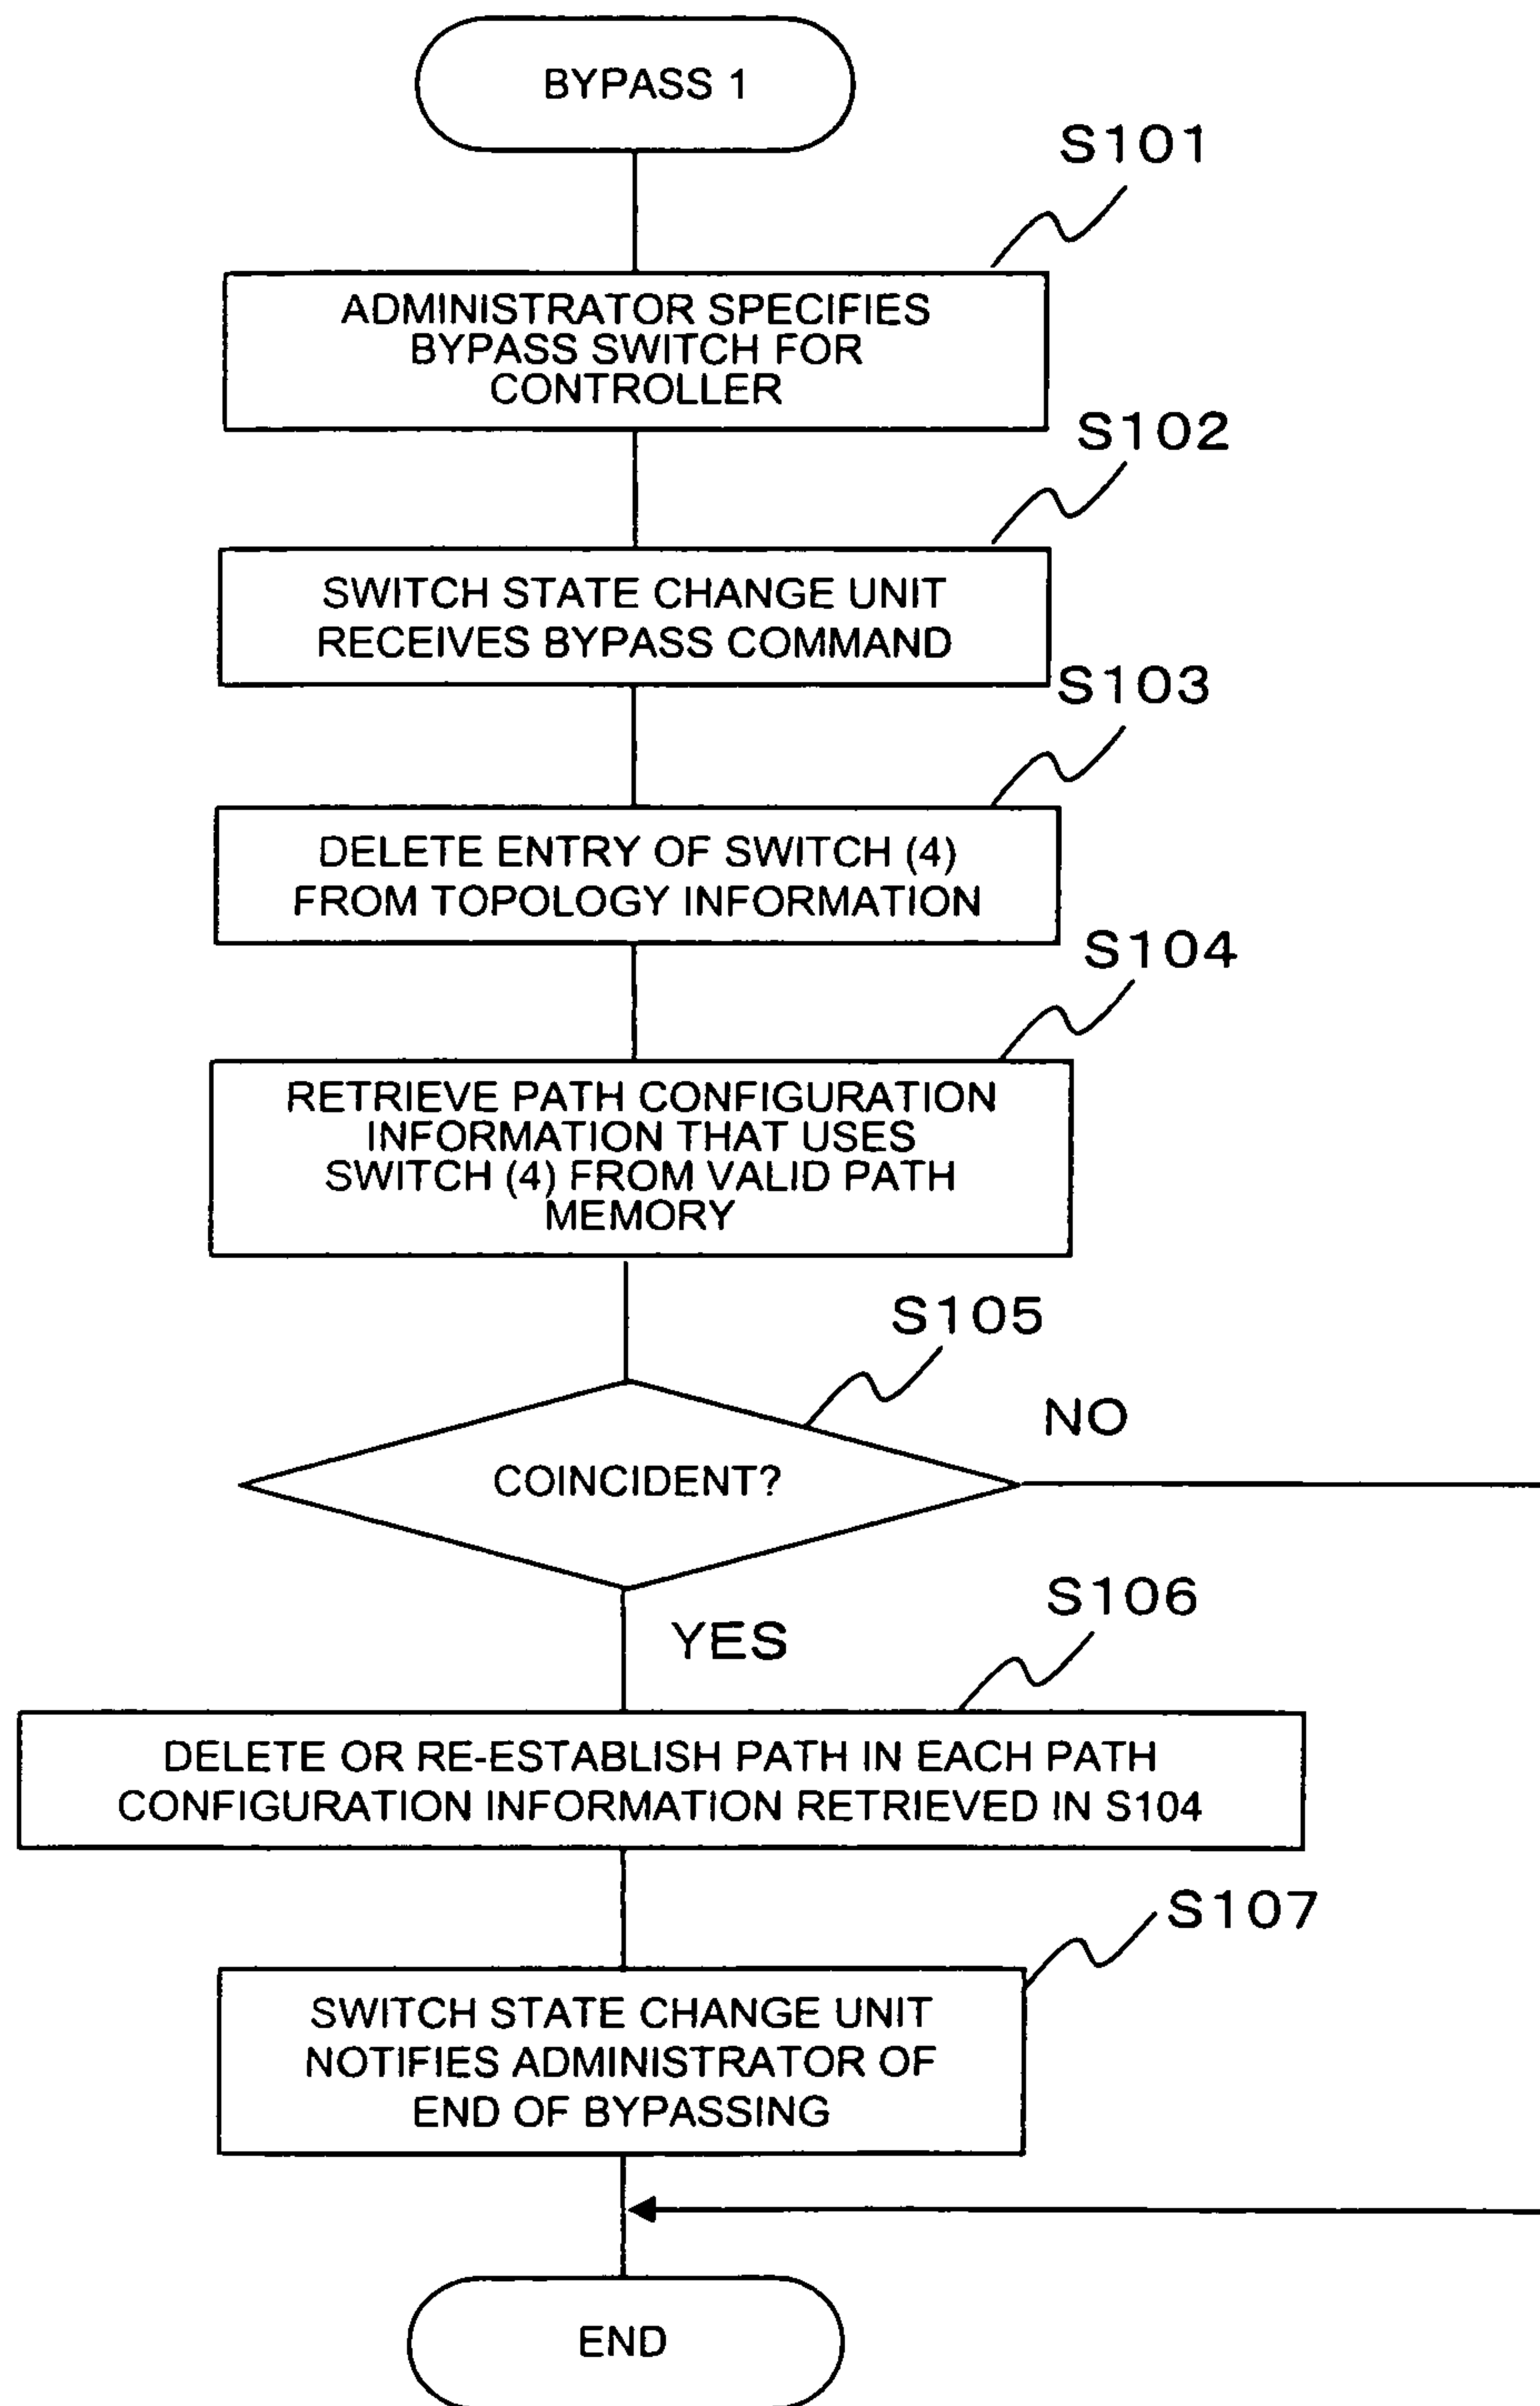 BYPASS 1
S101
ADMINISTRATOR SPECIFIES
BYPASS SWITCH FOR
CONTROLLER
S102
SWITCH STATE CHANGE UNIT
RECEIVES BYPASS COMMAND
S103
DELETE ENTRY OF SWITCH (4)
FROM TOPOLOGY INFORMATION
S104
RETRIEVE PATH CONFIGURATION
INFORMATION THAT USES
SWITCH (4) FROM VALID PATH
MEMORY
S105
COINCIDENT?
NO
YES
S106
DELETE OR RE-ESTABLISH PATH IN EACH PATH
CONFIGURATION INFORMATION RETRIEVED IN S104
S107
SWITCH STATE CHANGE UNIT
NOTIFIES ADMINISTRATOR OF
END OF BYPASSING
END